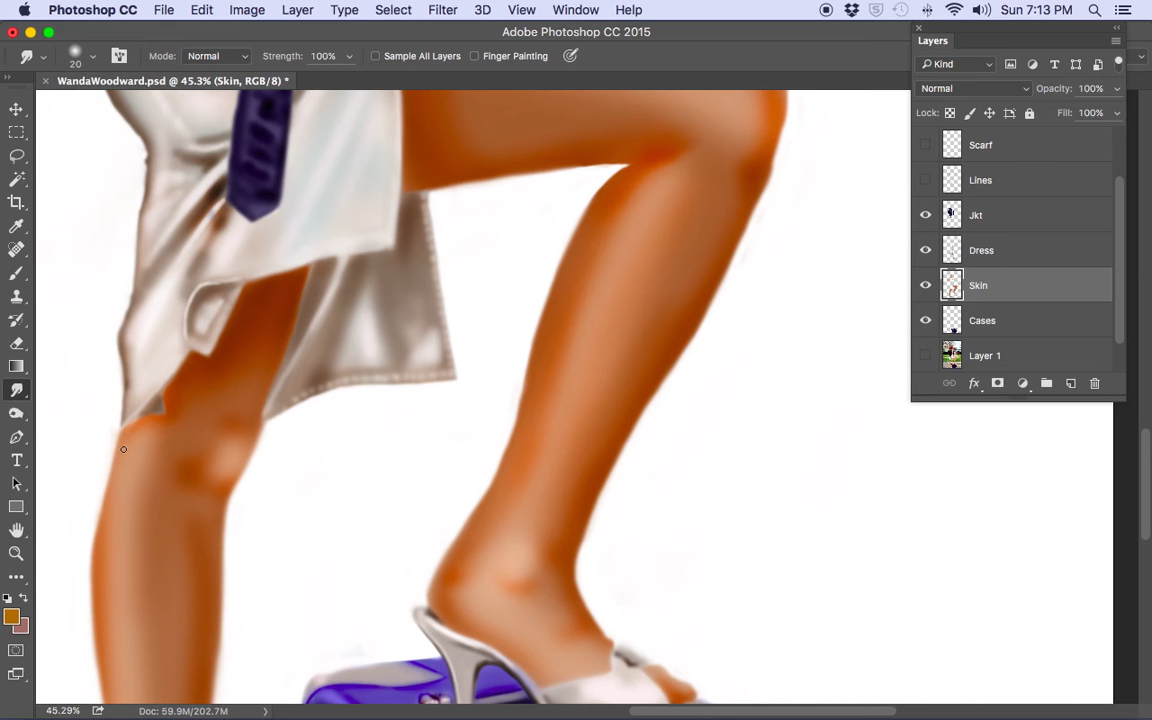 Photoshop CC File Edit Image Layer Type Select Filter 3D View Window Help Sun 7:13 PM
Adobe Photoshop CC 2015
20 Mode: Normal Strength: 100% Sample All Layers Finger Painting
WandaWoodward.psd @ 45.3% (Skin, RGB/8) *
Layers
Kind
Normal Opacity: 100%
Lock: Fill: 100%
Scarf
Lines
Jkt
Dress
Skin
Cases
Layer 1
fx
45.29% Doc: 59.9M/202.7M